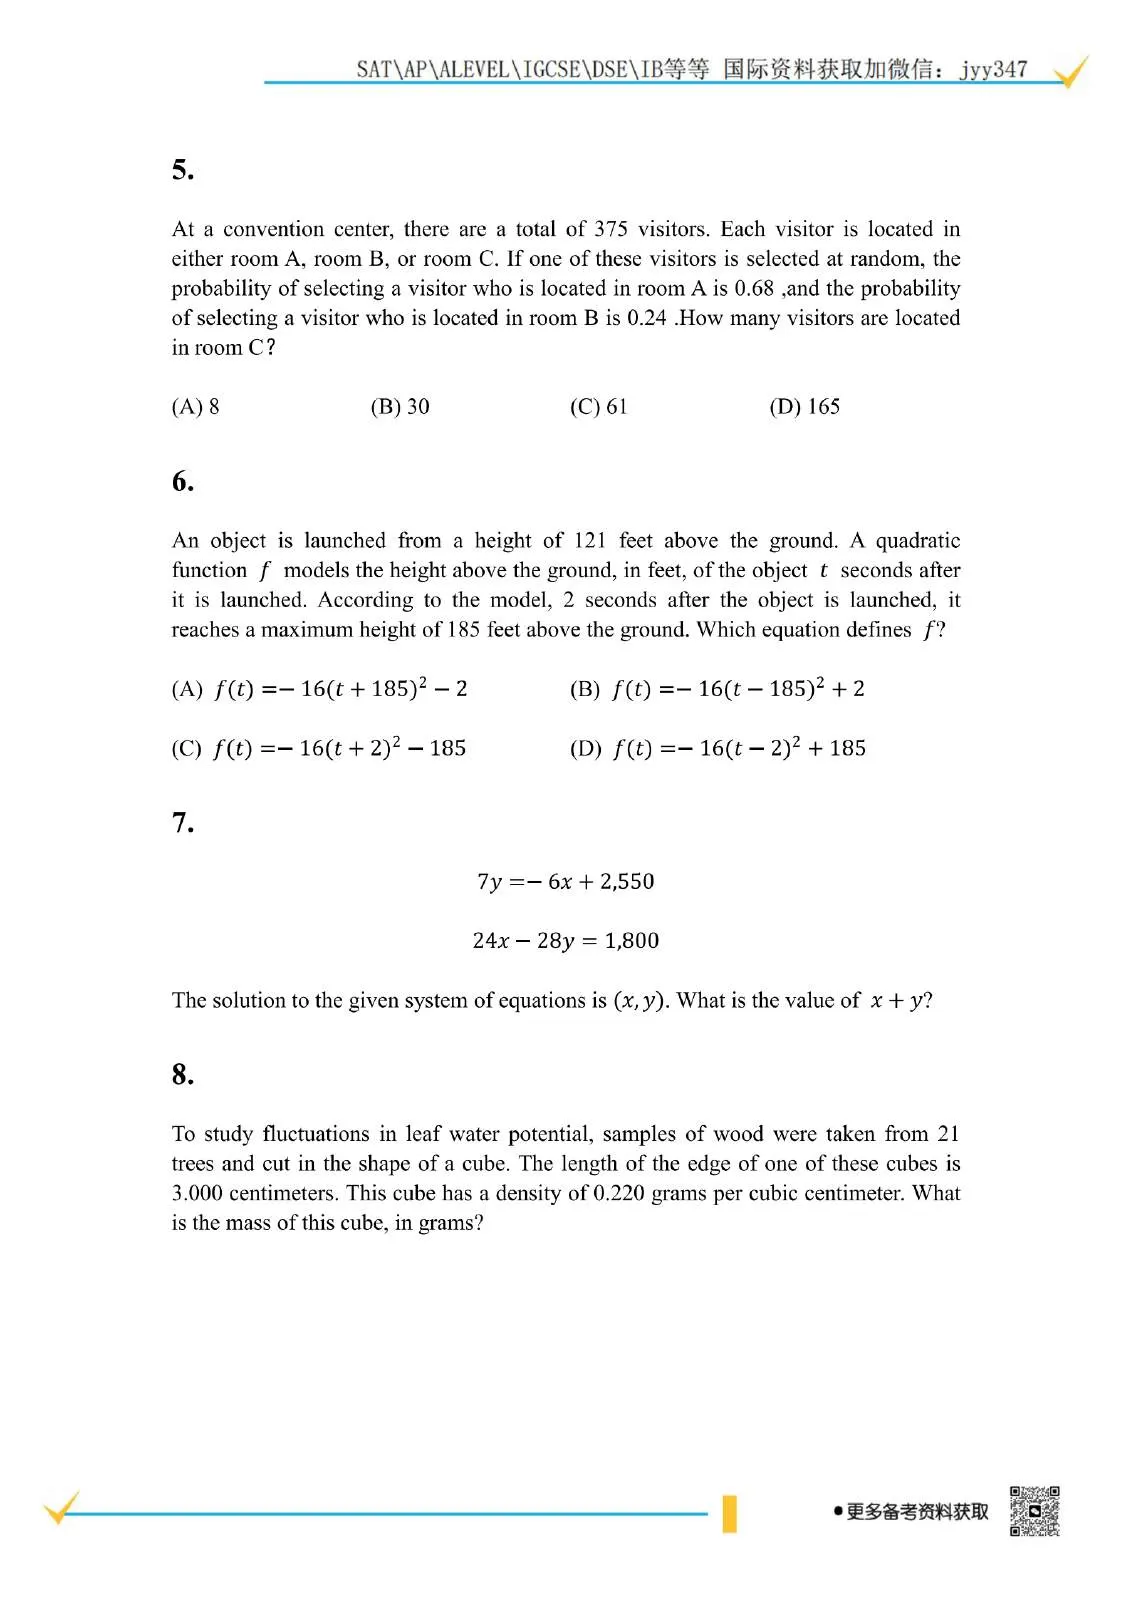 SAT\AP\ALEVEL\IGCSE\DSE\IB等等 国际资料获取加微信：jyy347
5.
At a convention center, there are a total of 375 visitors. Each visitor is located in
either room A, room B, or room C. If one of these visitors is selected at random, the
probability of selecting a visitor who is located in room A is 0.68 ,and the probability
of selecting a visitor who is located in room B is 0.24 .How many visitors are located
in room C？
(A) 8 (B) 30 (C) 61 (D) 165
6.
An object is launched from a height of 121 feet above the ground. A quadratic
function f models the height above the ground, in feet, of the object t seconds after
it is launched. According to the model, 2 seconds after the object is launched, it
reaches a maximum height of 185 feet above the ground. Which equation defines f?
(A) f(t) =− 16(t + 185)² − 2 (B) f(t) =− 16(t − 185)² + 2
(C) f(t) =− 16(t + 2)² − 185 (D) f(t) =− 16(t − 2)² + 185
7.
7y =− 6x + 2,550
24x − 28y = 1,800
The solution to the given system of equations is (x, y). What is the value of x + y?
8.
To study fluctuations in leaf water potential, samples of wood were taken from 21
trees and cut in the shape of a cube. The length of the edge of one of these cubes is
3.000 centimeters. This cube has a density of 0.220 grams per cubic centimeter. What
is the mass of this cube, in grams?
●更多备考资料获取